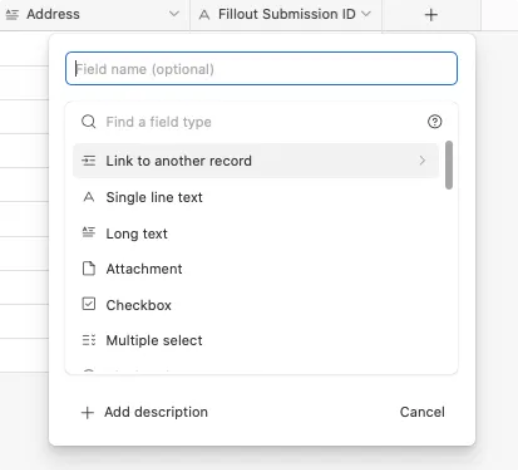 Address
Fillout Submission ID
Field name (optional)
Find a field type
Link to another record
Single line text
Long text
Attachment
Checkbox
Multiple select
Add description
Cancel